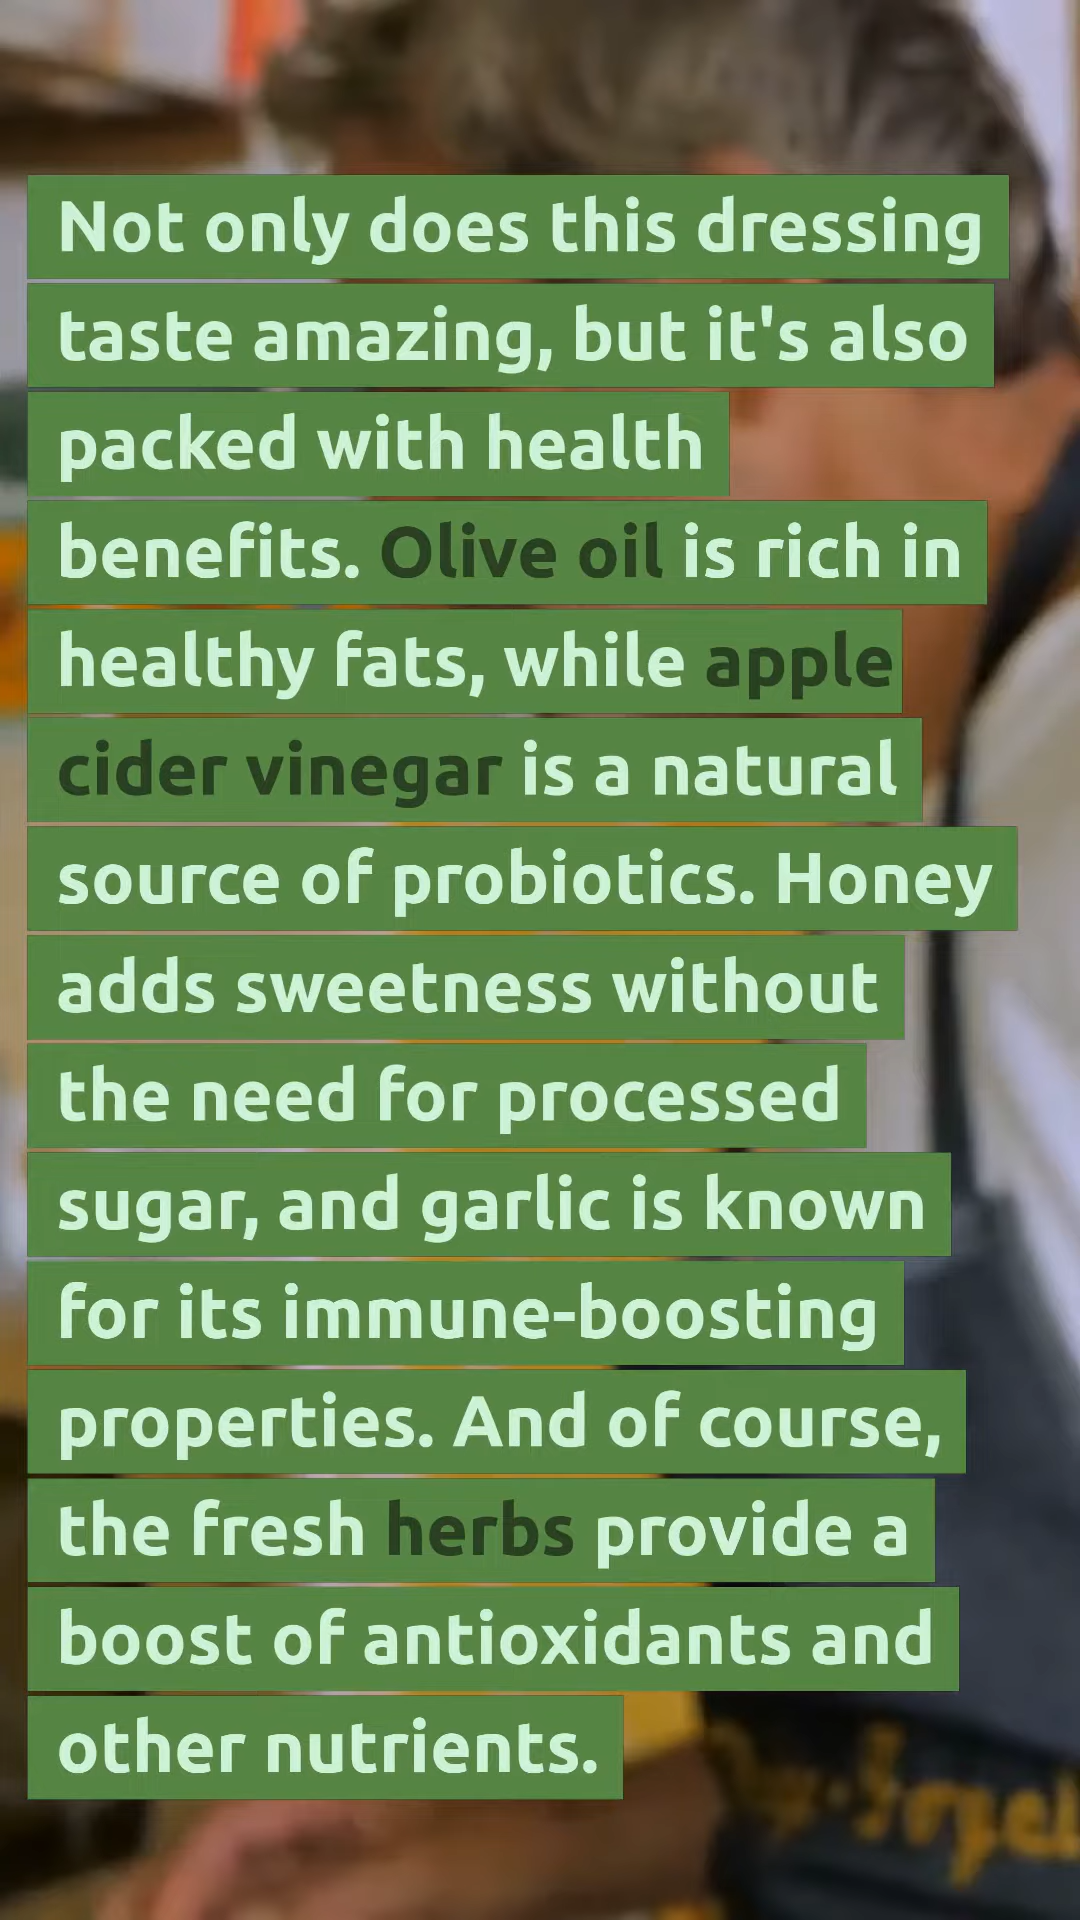 Not only does this dressing
taste amazing, but it's also
packed with health
benefits. Olive oil is rich in
healthy fats, while apple
cider vinegar is a natural
source of probiotics. Honey
adds sweetness without
the need for processed
sugar, and garlic is known
for its immune-boosting
properties. And of course,
the fresh herbs provide a
boost of antioxidants and
other nutrients.